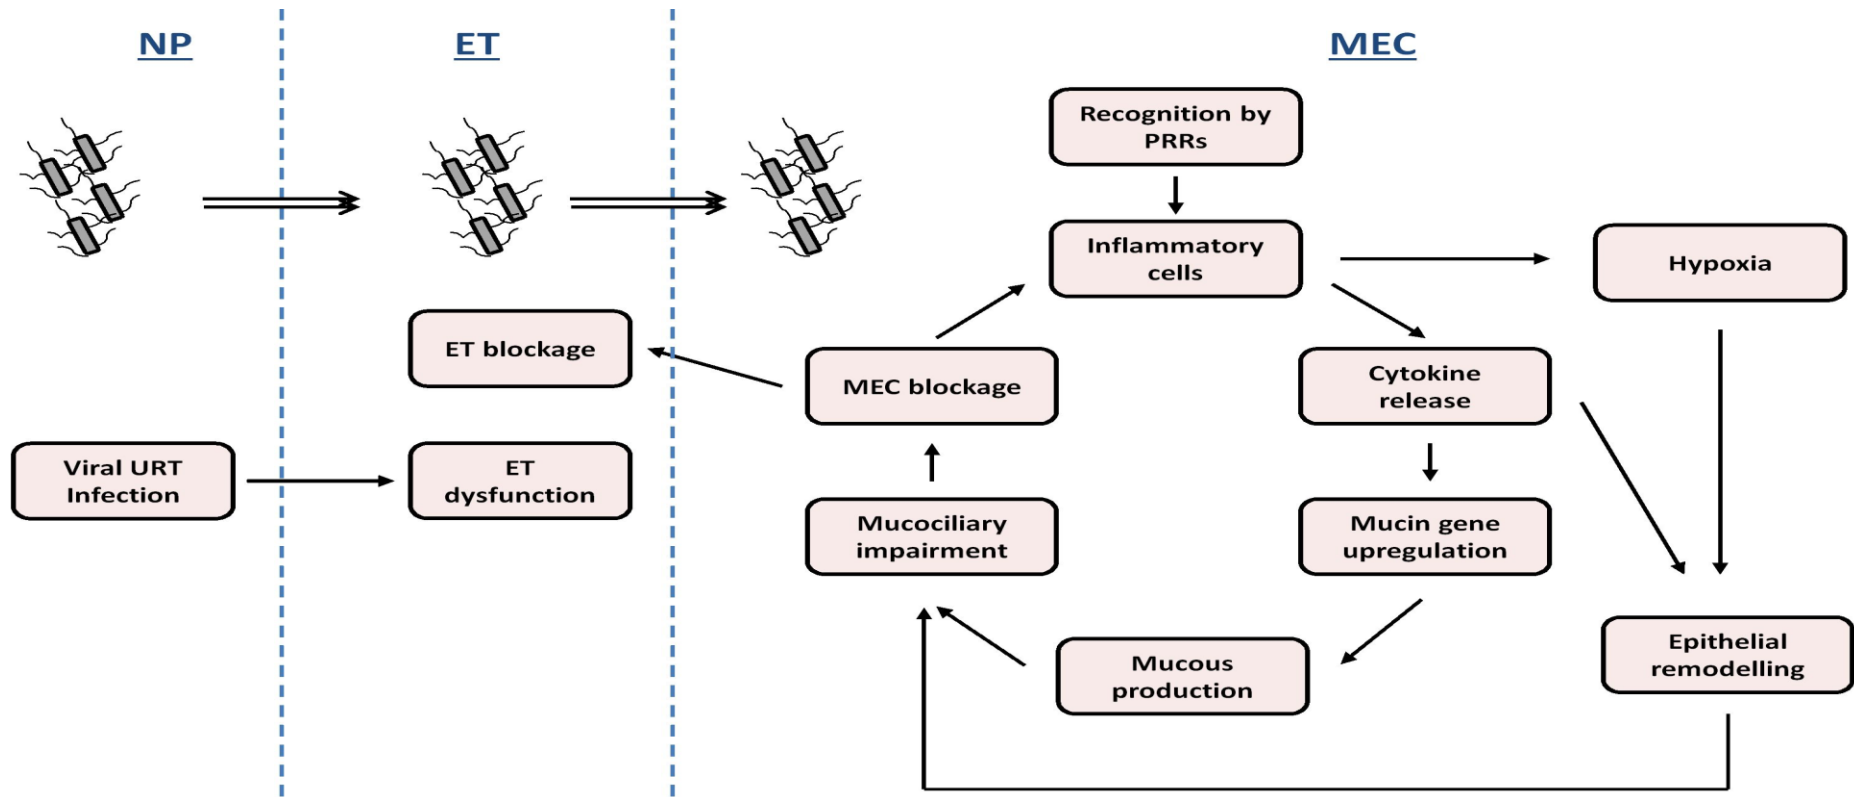 NP
ET
MEC
Recognition by
PRRs
Inflammatory
cells
Hypoxia
ET blockage
MEC blockage
Cytokine
release
Viral URT
Infection
ET
dysfunction
Mucociliary
impairment
Mucin gene
upregulation
Mucous
production
Epithelial
remodelling